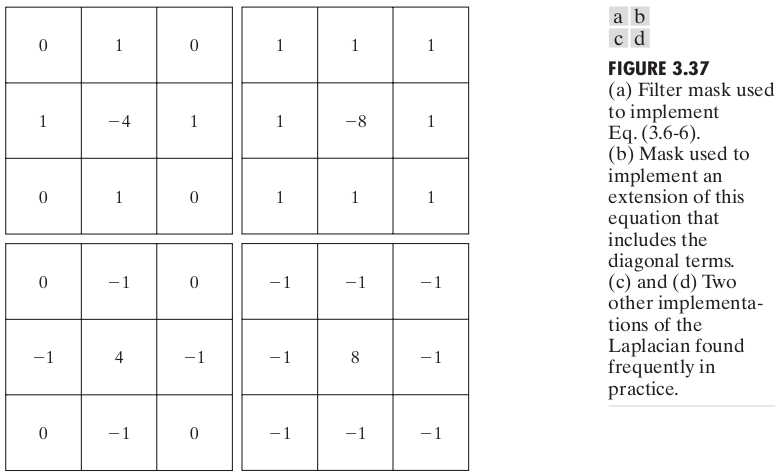 0 1 0
1 −4 1
0 1 0
1 1 1
1 −8 1
1 1 1
0 −1 0
−1 4 −1
0 −1 0
−1 −1 −1
−1 8 −1
−1 −1 −1
a b
c d
FIGURE 3.37
(a) Filter mask used
to implement
Eq. (3.6-6).
(b) Mask used to
implement an
extension of this
equation that
includes the
diagonal terms.
(c) and (d) Two
other implementa-
tions of the
Laplacian found
frequently in
practice.